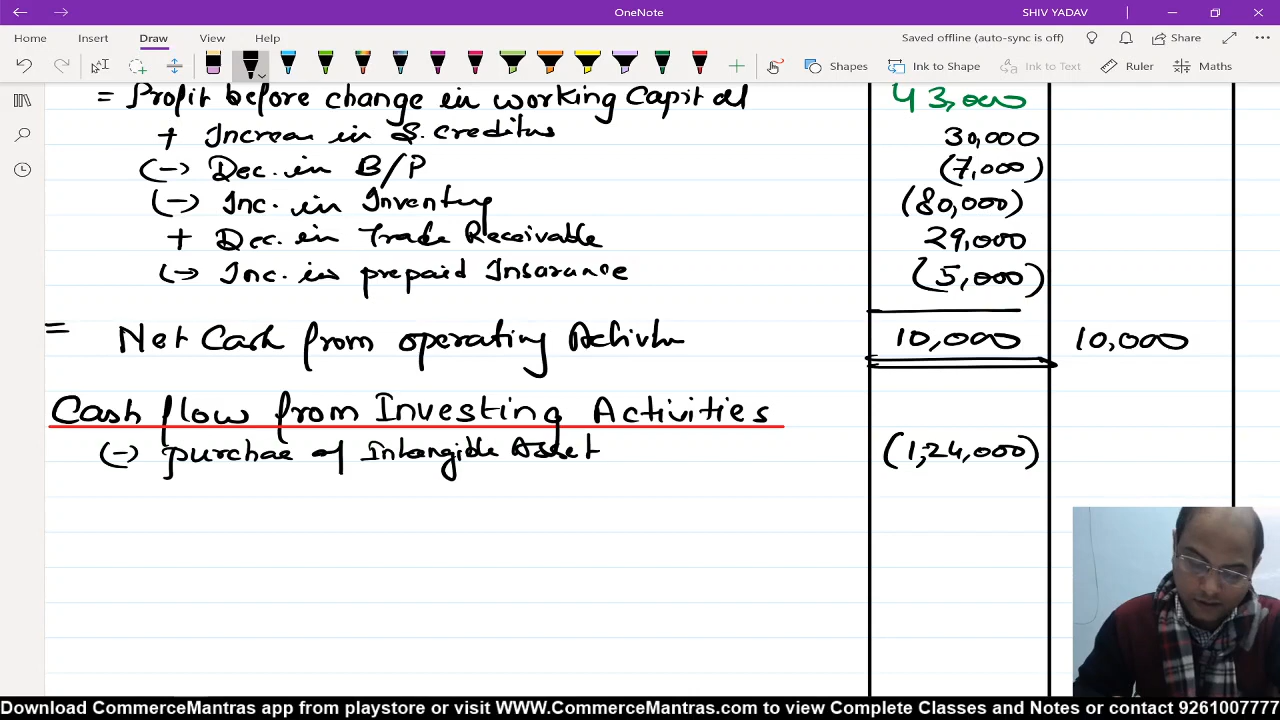 OneNote
SHIV YADAV
Home Insert Draw View Help
Saved offline (auto-sync is off)
Share
Shapes
Ink to Shape
Ink to Text
Ruler
Maths
= Profit before change in working Capital 43,000
+ Increase in S. creditors 30,000
(-) Dec. in B/P (7,000)
(-) Inc. in Inventory (80,000)
+ Dec. in Trade Receivable 29,000
(-) Inc. in prepaid Insurance (5,000)
= Net Cash from operating Activity 10,000 10,000
Cash flow from Investing Activities
(-) purchae of Intangible Asset (1,24,000)
Download CommerceMantras app from playstore or visit WWW.CommerceMantras.com to view Complete Classes and Notes or contact 9261007777